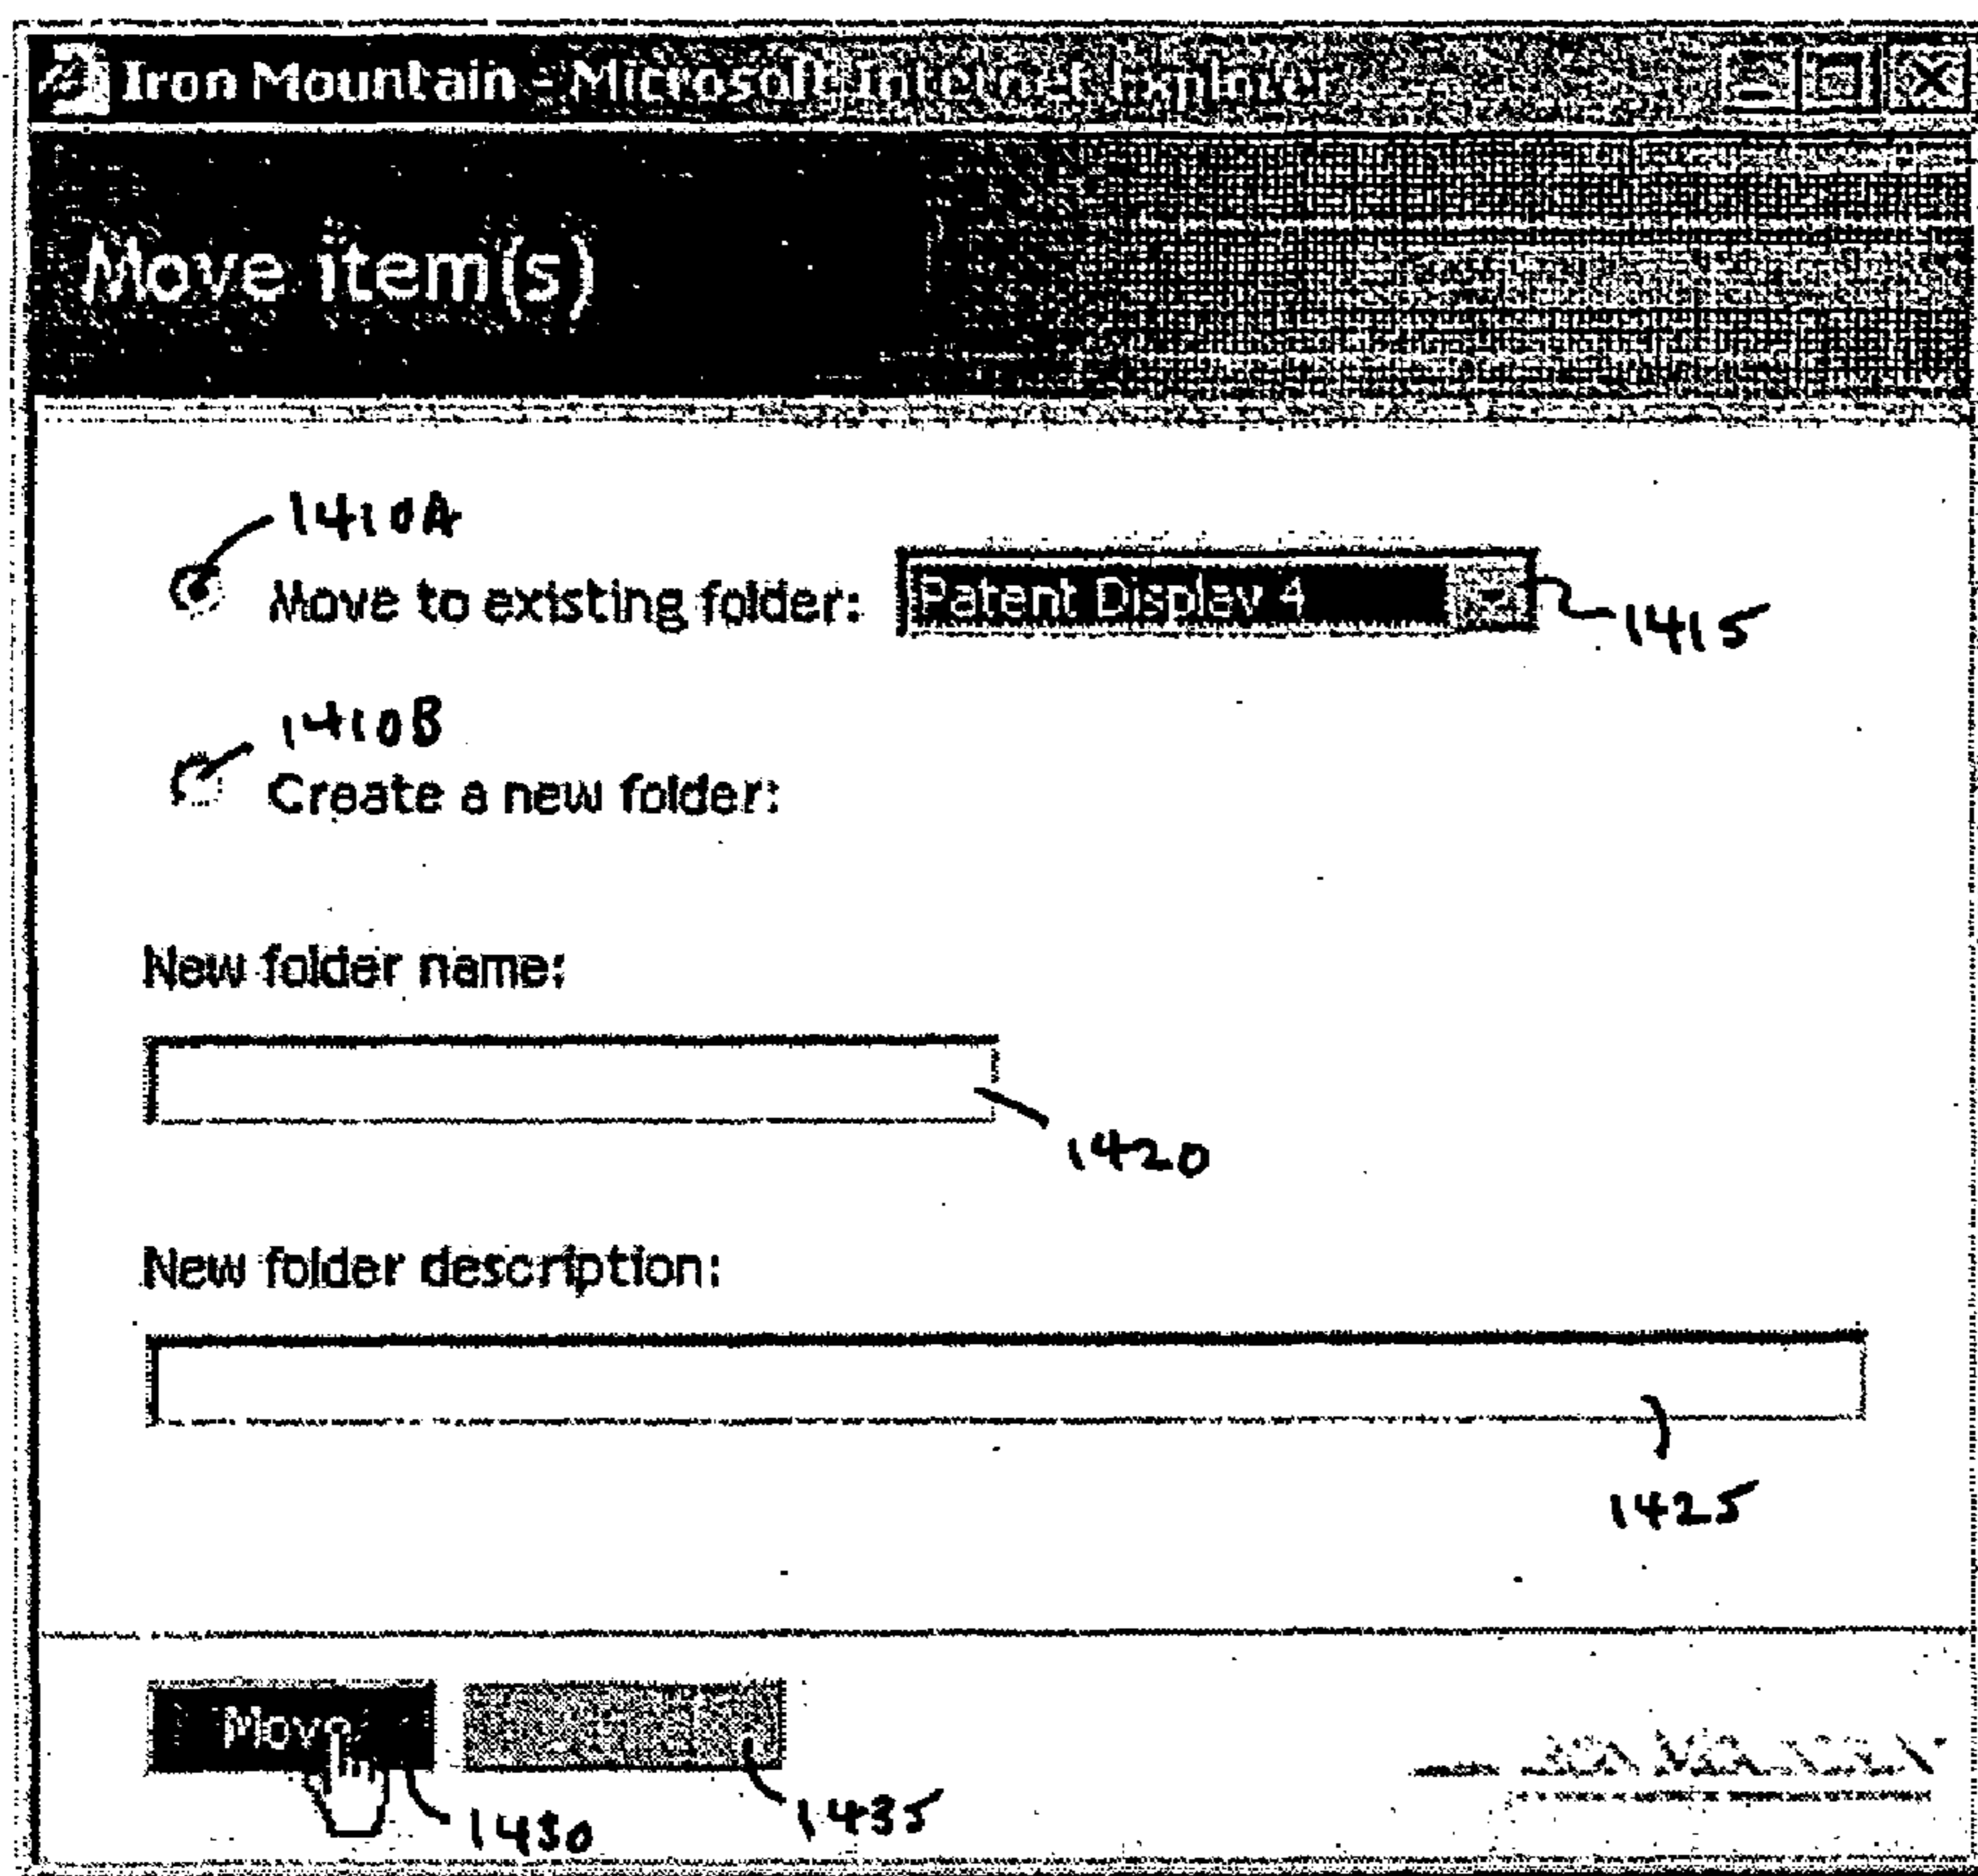 Iron Mountain - Microsoft Internet Explorer
Move item(s)
1410A
Move to existing folder: Patent Display 4
1415
1410B
Create a new folder:
New folder name:
1420
New folder description:
1425
Move
1430
1435